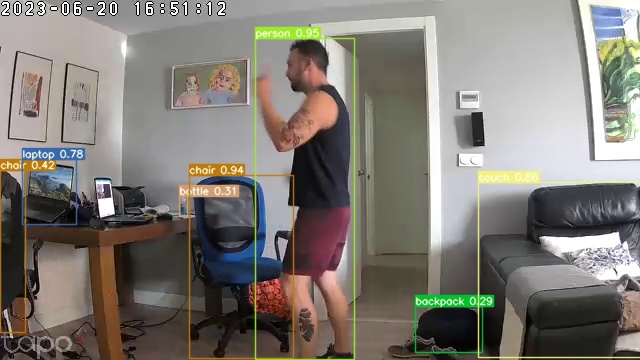 2023-06-20 16:51:12
person 0.95
laptop 0.78
chair 0.42
chair 0.94
bottle 0.31
couch 0.86
backpack 0.29
tapo